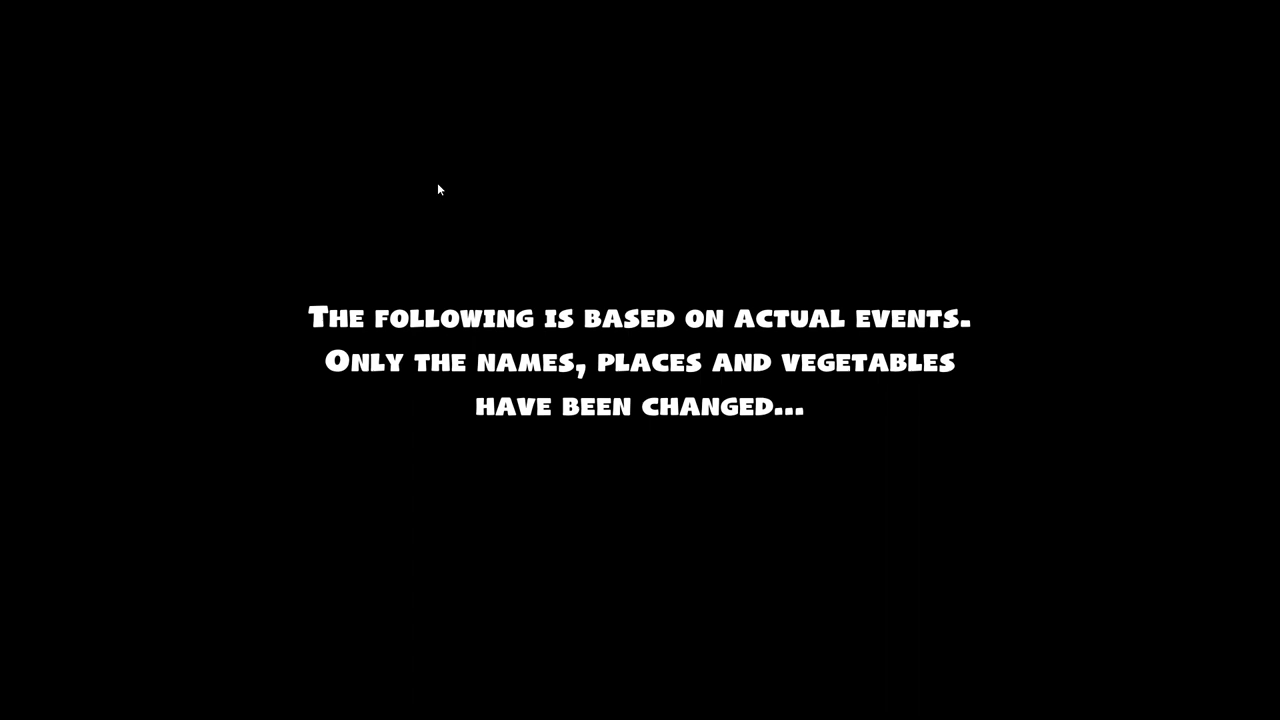 The following is based on actual events.
Only the names, places and vegetables
have been changed...